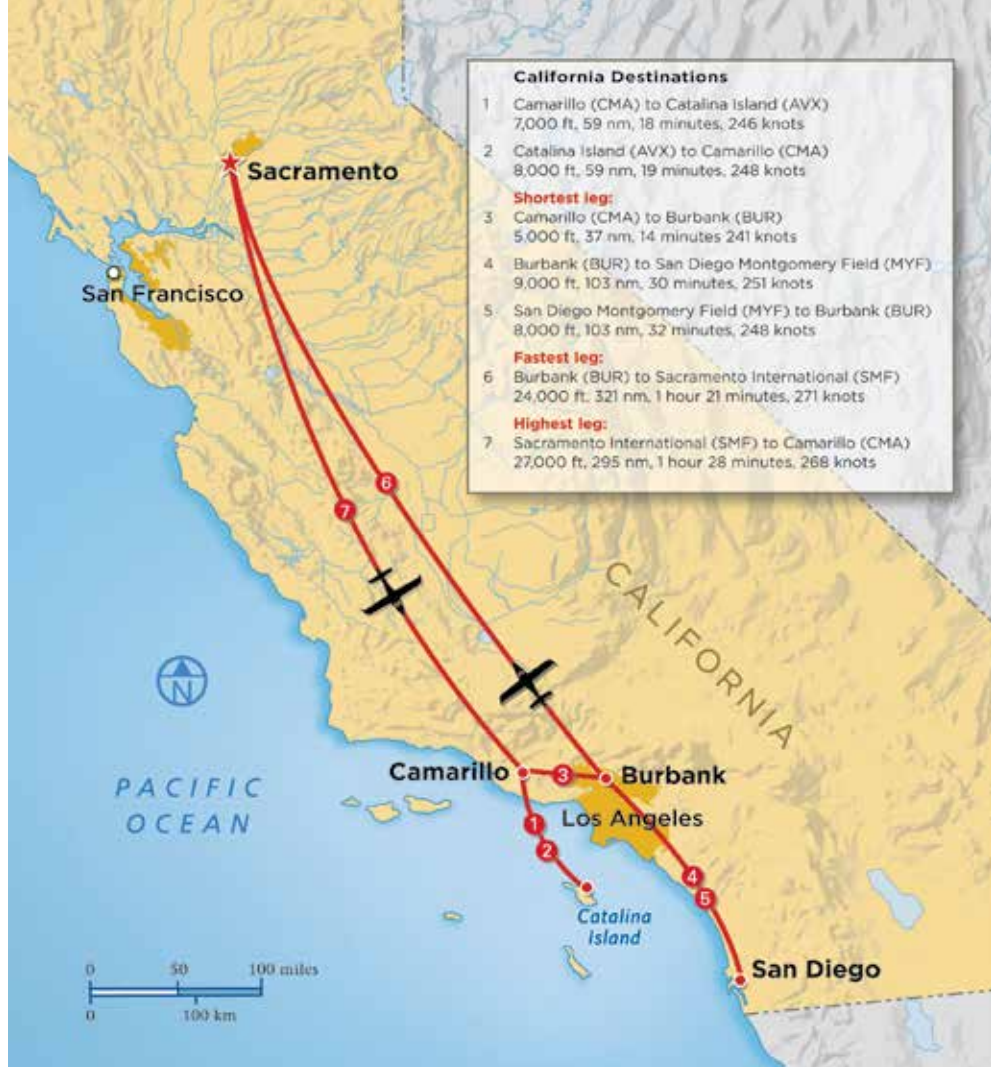 California Destinations
1 Camarillo (CMA) to Catalina Island (AVX)
7,000 ft, 59 nm, 18 minutes, 246 knots
2 Catalina Island (AVX) to Camarillo (CMA)
8,000 ft, 59 nm, 19 minutes, 248 knots
Shortest leg:
3 Camarillo (CMA) to Burbank (BUR)
5,000 ft, 37 nm, 14 minutes 241 knots
4 Burbank (BUR) to San Diego Montgomery Field (MYF)
9,000 ft, 103 nm, 30 minutes, 251 knots
5 San Diego Montgomery Field (MYF) to Burbank (BUR)
8,000 ft, 103 nm, 32 minutes, 248 knots
Fastest leg:
6 Burbank (BUR) to Sacramento International (SMF)
24,000 ft, 321 nm, 1 hour 21 minutes, 271 knots
Highest leg:
7 Sacramento International (SMF) to Camarillo (CMA)
27,000 ft, 295 nm, 1 hour 28 minutes, 268 knots
Sacramento
San Francisco
6
7
CALIFORNIA
N
PACIFIC
OCEAN
Camarillo
3
Burbank
Los Angeles
1
2
4
5
Catalina
Island
San Diego
0 50 100 miles
0 100 km